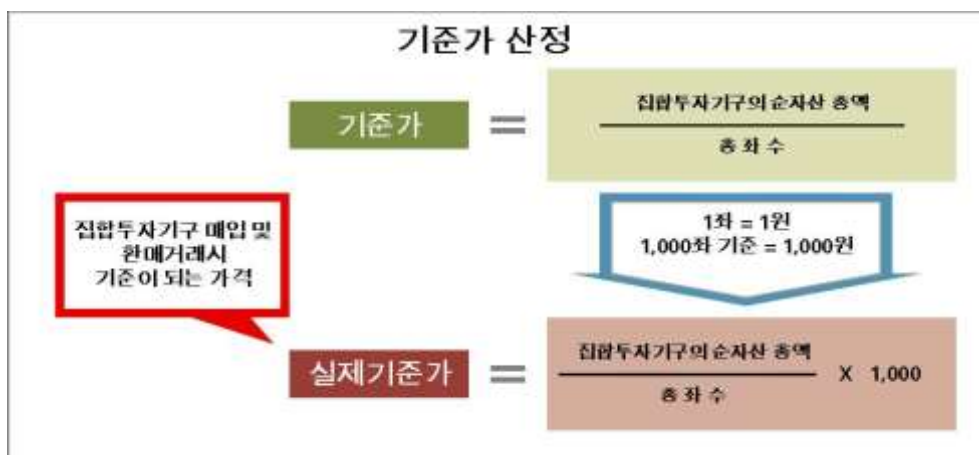 기준가 산정
기준가 =
집합투자기구의 순자산 총액
총 좌 수
집합투자기구 매입 및
환매거래시
기준이 되는 가격
1좌 = 1원
1,000좌 기준 = 1,000원
실제기준가 =
집합투자기구의 순자산 총액
총 좌 수
X 1,000